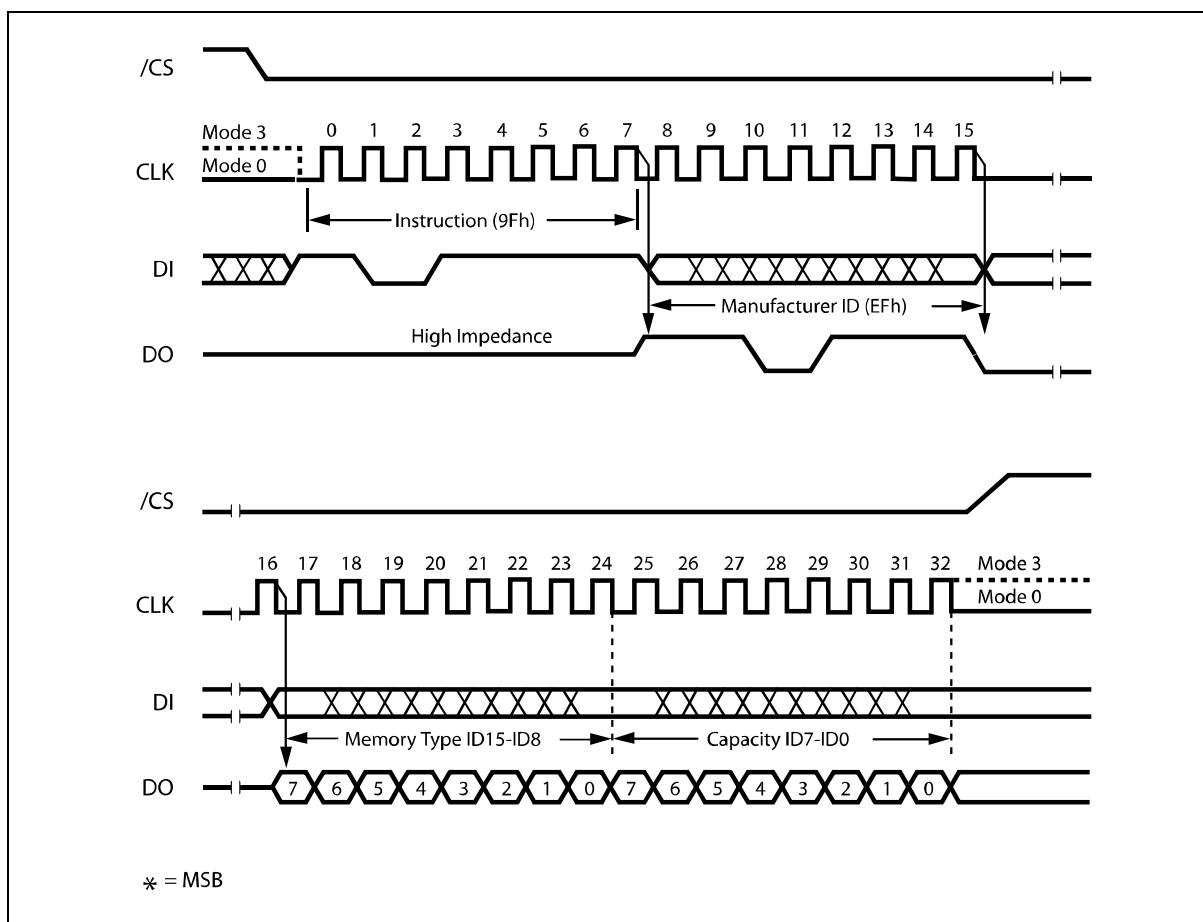 /CS
Mode 3
0 1 2 3 4 5 6 7 8 9 10 11 12 13 14 15
Mode 0
CLK
Instruction (9Fh)
DI
Manufacturer ID (EFh)
High Impedance
DO
/CS
16 17 18 19 20 21 22 23 24 25 26 27 28 29 30 31 32
Mode 3
CLK
Mode 0
DI
Memory Type ID15-ID8
Capacity ID7-ID0
DO
7 6 5 4 3 2 1 0 7 6 5 4 3 2 1 0
* = MSB